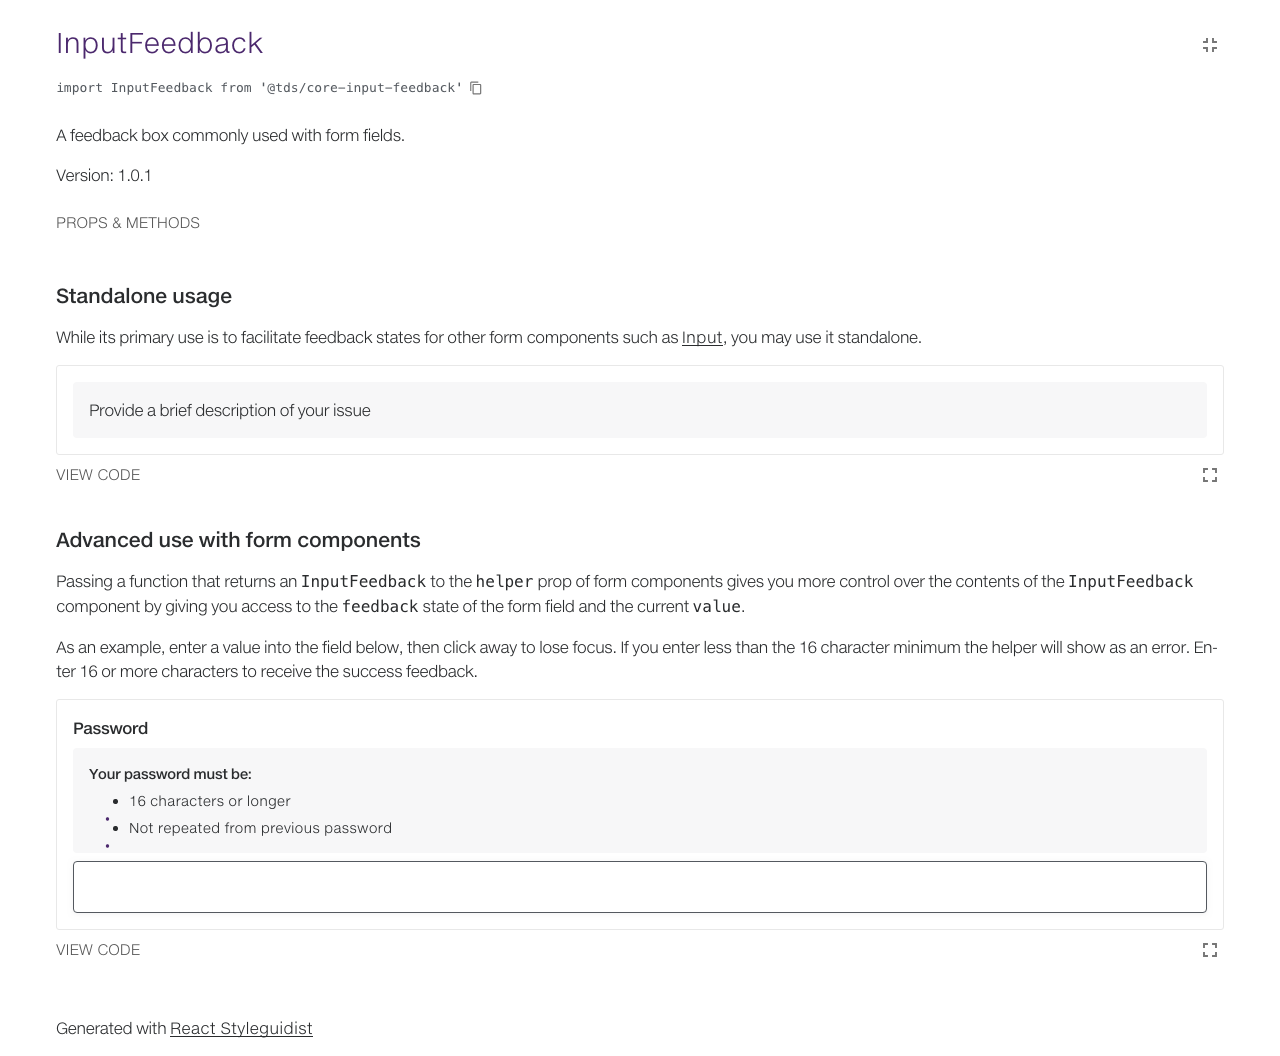 InputFeedback
import InputFeedback from '@tds/core-input-feedback'
A feedback box commonly used with form fields.
Version: 1.0.1
PROPS & METHODS
Standalone usage
While its primary use is to facilitate feedback states for other form components such as Input, you may use it standalone.
Provide a brief description of your issue
VIEW CODE
Advanced use with form components
Passing a function that returns an InputFeedback to the helper prop of form components gives you more control over the contents of the InputFeedback
component by giving you access to the feedback state of the form field and the current value.
As an example, enter a value into the field below, then click away to lose focus. If you enter less than the 16 character minimum the helper will show as an error. En-
ter 16 or more characters to receive the success feedback.
Password
Your password must be:
• 16 characters or longer
• Not repeated from previous password
VIEW CODE
Generated with React Styleguidist